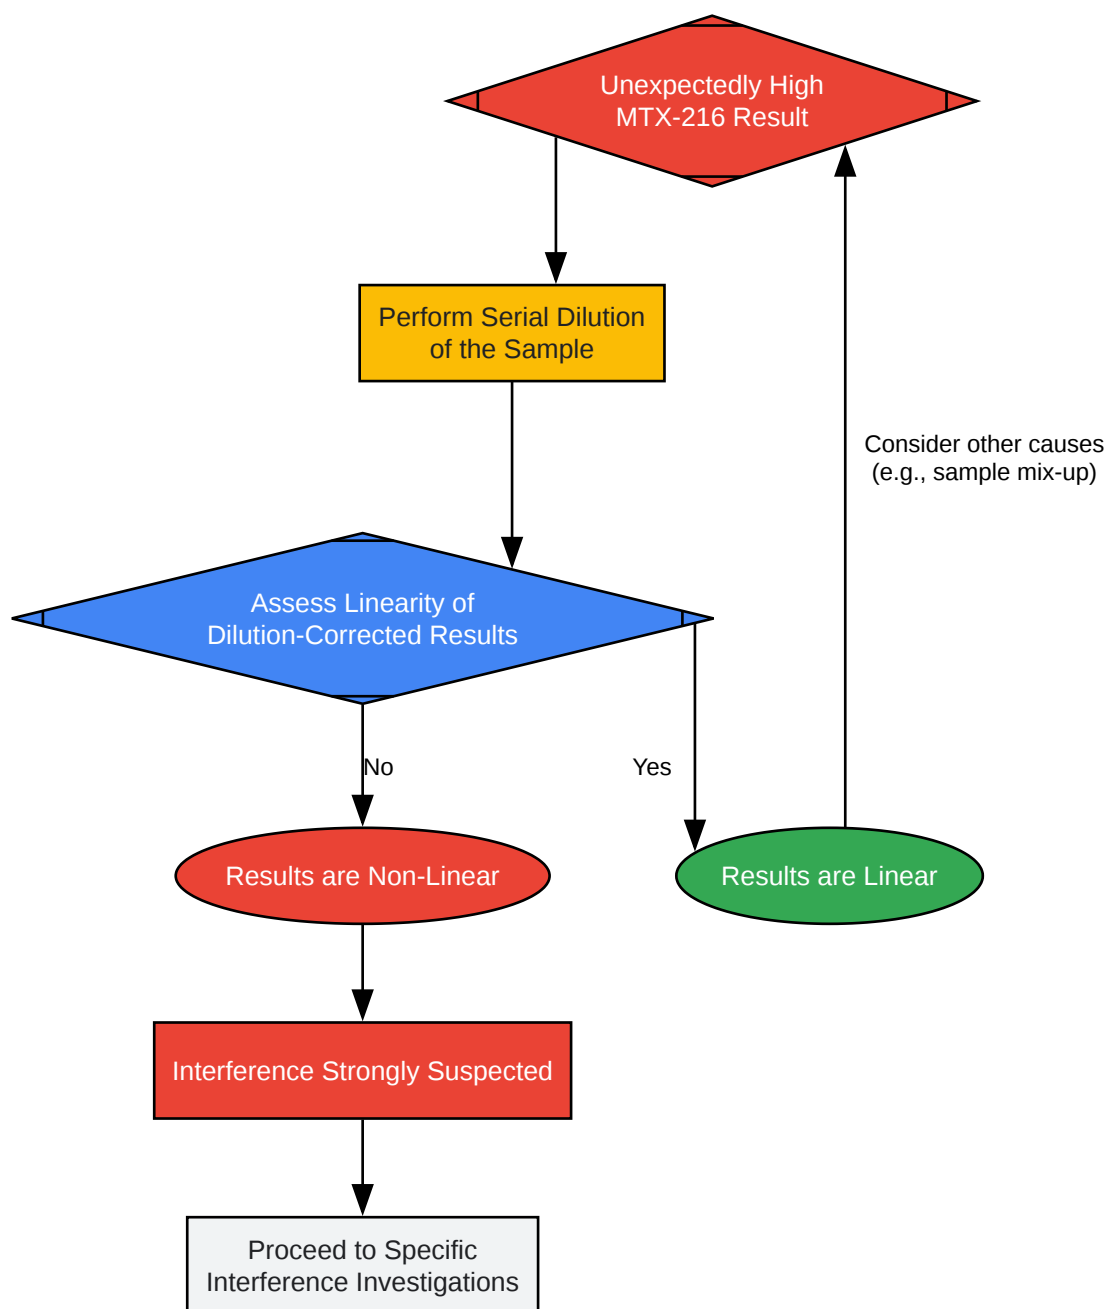 Unexpectedly High
MTX-216 Result
Perform Serial Dilution
of the Sample
Consider other causes
(e.g., sample mix-up)
Assess Linearity of
Dilution-Corrected Results
No
Yes
Results are Non-Linear
Results are Linear
Interference Strongly Suspected
Proceed to Specific
Interference Investigations